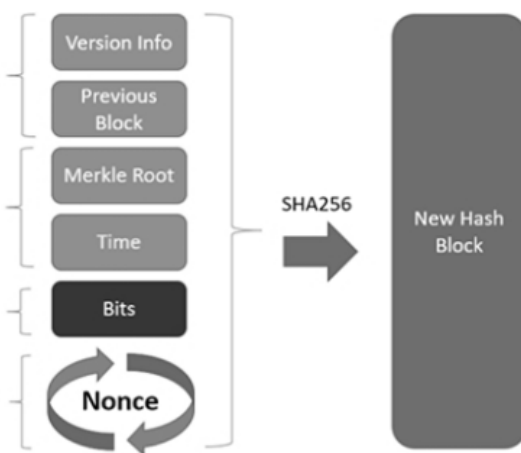 Version Info
Previous
Block
Merkle Root
Time
Bits
Nonce
SHA256
New Hash
Block